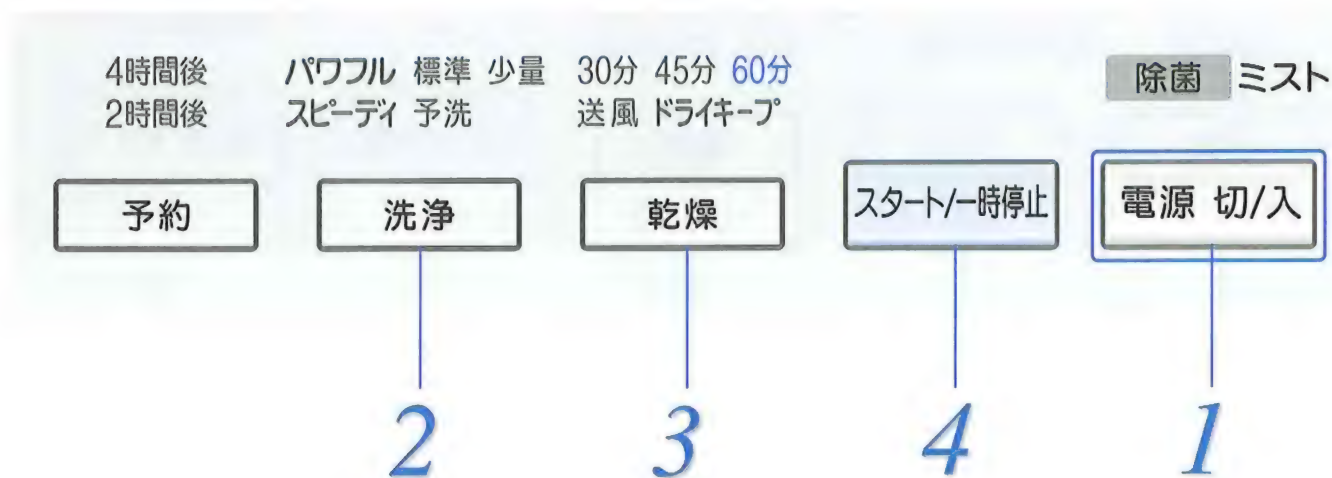 4時間後 パワフル 標準 少量 30分 45分 60分 除菌 ミスト
2時間後 スピーディ 予洗 送風 ドライキープ
予約 洗浄 乾燥 スタート/一時停止 電源 切/入
2 3 4 1